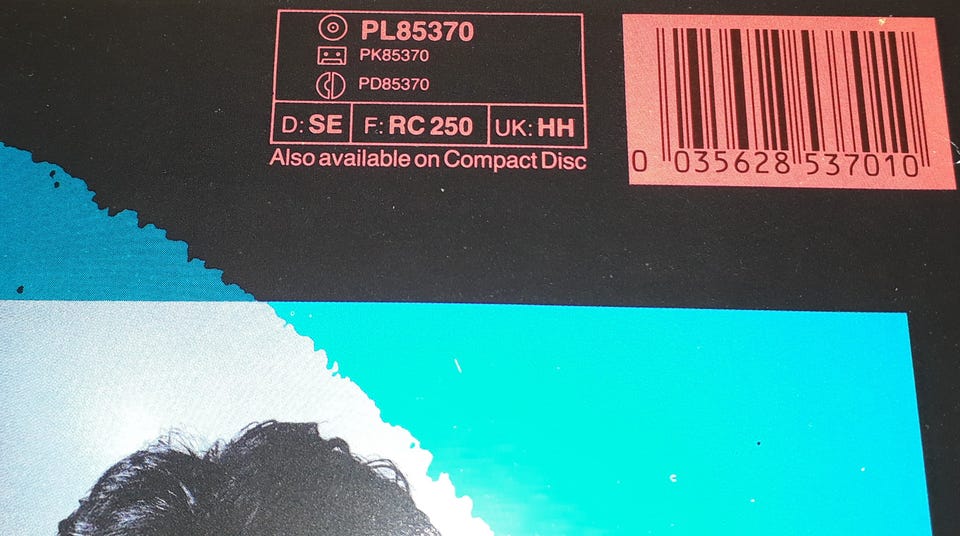 PL85370
PK85370
PD85370
D: SE F: RC 250 UK: HH
Also available on Compact Disc
0 035628 537010